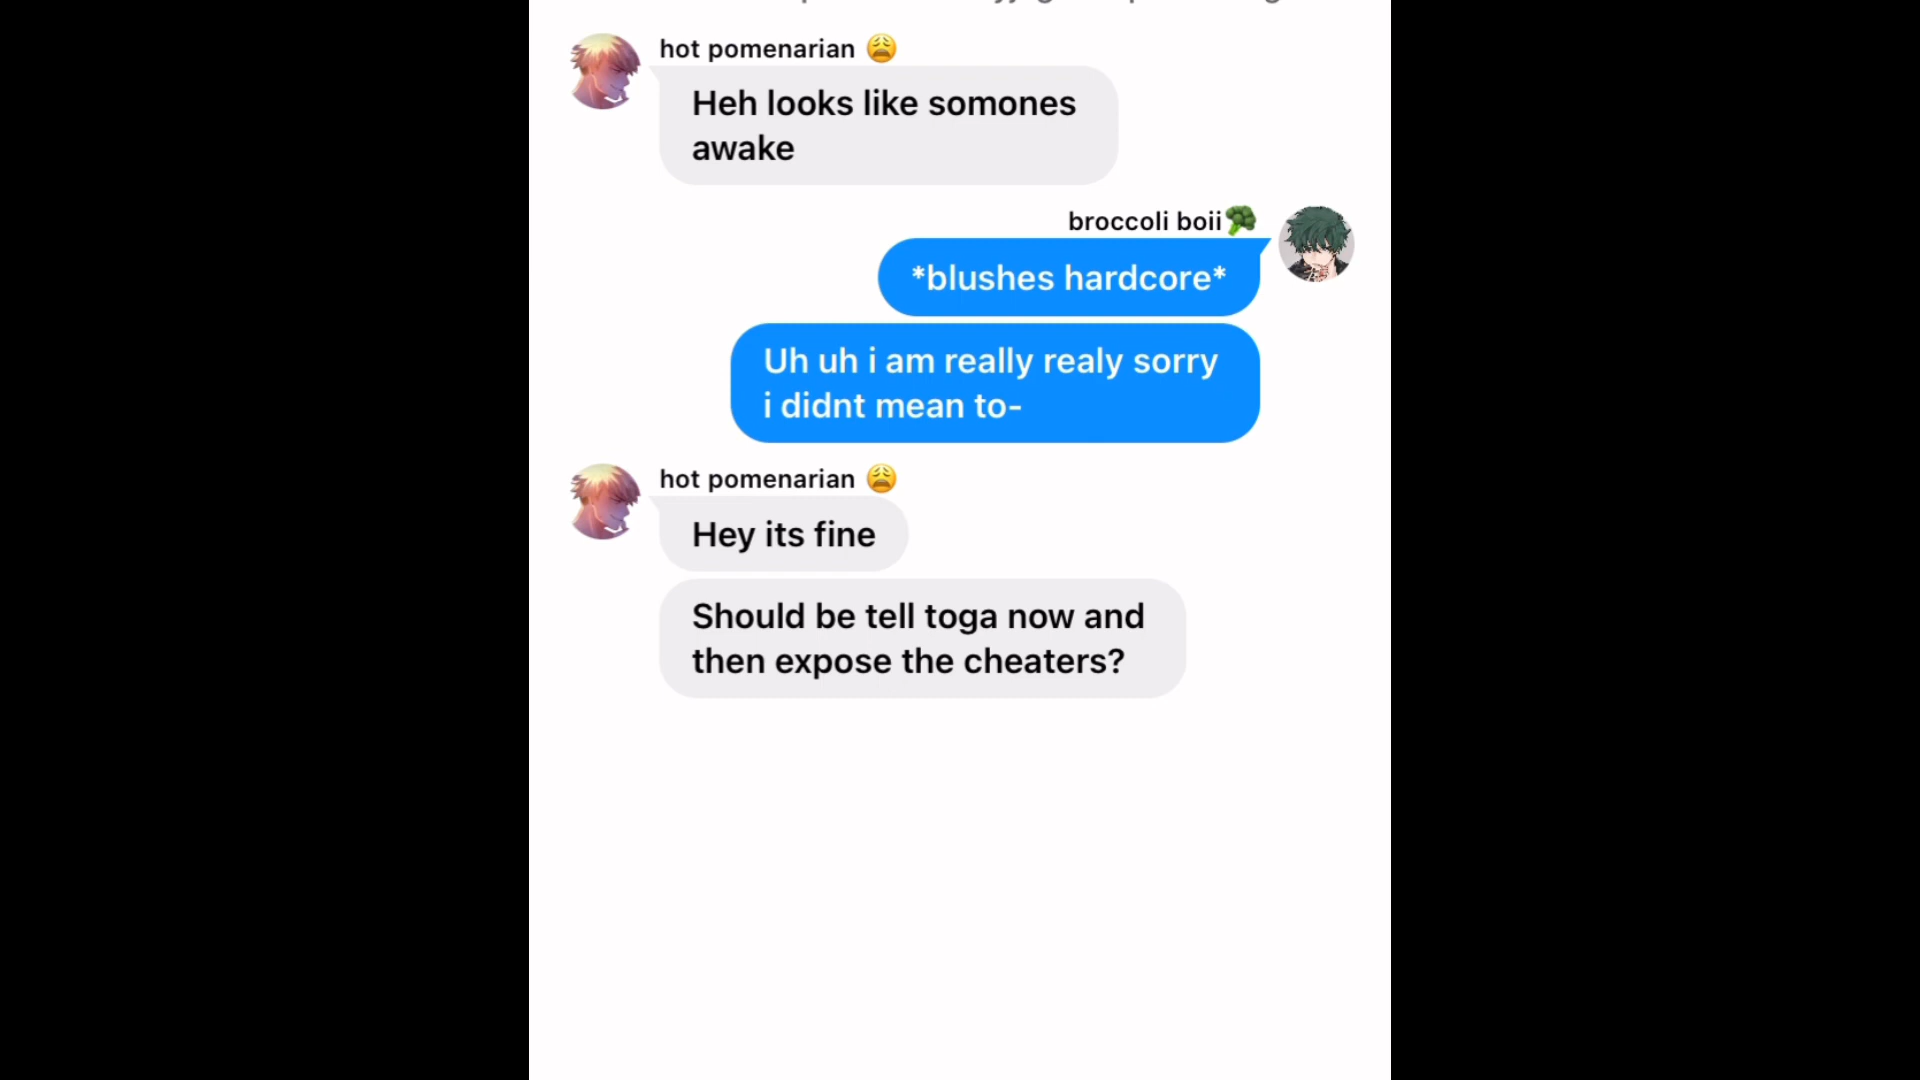 hot pomenarian 😩
Heh looks like somones
awake
broccoli boii🥦
*blushes hardcore*
Uh uh i am really realy sorry
i didnt mean to-
hot pomenarian 😩
Hey its fine
Should be tell toga now and
then expose the cheaters?